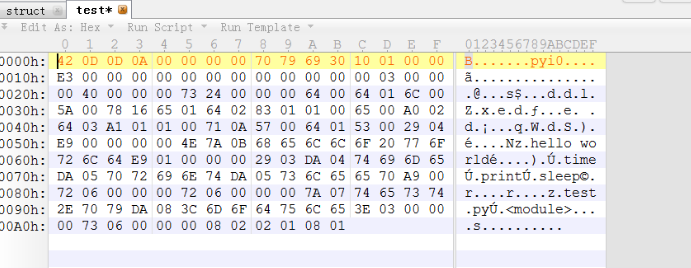 struct test*
Edit As: Hex Run Script Run Template
0 1 2 3 4 5 6 7 8 9 A B C D E F 0123456789ABCDEF
0000h: 42 0D 0D 0A 00 00 00 00 70 79 69 30 10 01 00 00 B.......pyi0....
0010h: E3 00 00 00 00 00 00 00 00 00 00 00 00 03 00 00 ã...............
0020h: 00 40 00 00 00 73 24 00 00 00 64 00 64 01 6C 00 .@...s$...d.d.l.
0030h: 5A 00 78 16 65 01 64 02 83 01 01 00 65 00 A0 02 Z.x.e.d.ƒ...e. .
0040h: 64 03 A1 01 01 00 71 0A 57 00 64 01 53 00 29 04 d.¡...q.W.d.S.).
0050h: E9 00 00 00 00 4E 7A 0B 68 65 6C 6C 6F 20 77 6F é....Nz.hello wo
0060h: 72 6C 64 E9 01 00 00 00 29 03 DA 04 74 69 6D 65 rldé....).Ú.time
0070h: DA 05 70 72 69 6E 74 DA 05 73 6C 65 65 70 A9 00 Ú.printÚ.sleep©.
0080h: 72 06 00 00 00 72 06 00 00 00 7A 07 74 65 73 74 r....r....z.test
0090h: 2E 70 79 DA 08 3C 6D 6F 64 75 6C 65 3E 03 00 00 .pyÚ.<module>...
00A0h: 00 73 06 00 00 00 08 02 02 01 08 01 .s..........